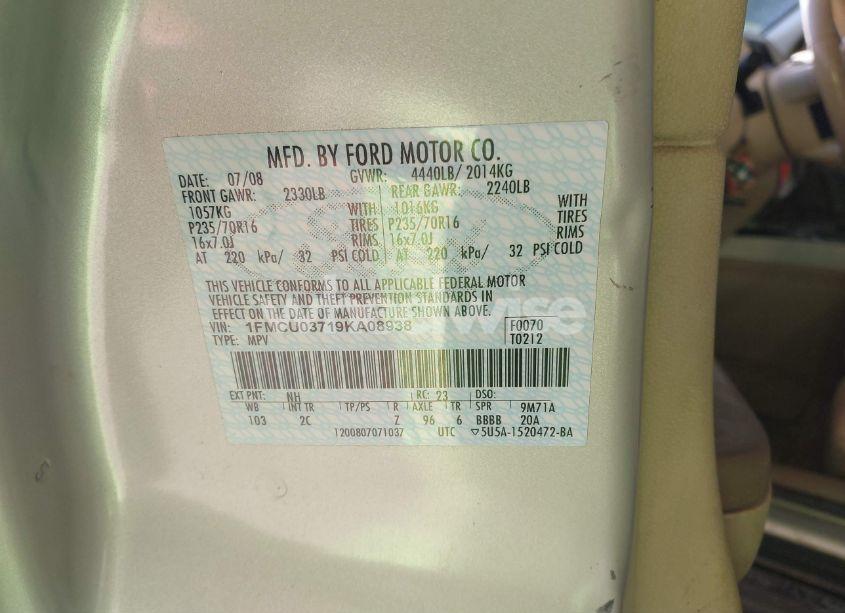 MFD. BY FORD MOTOR CO.
DATE: 07/08 GVWR: 4440LB/ 2014KG
FRONT GAWR: 2330LB REAR GAWR: 2240LB WITH
1057KG WITH 1016KG TIRES
P235/70R16 TIRES P235/70R16 RIMS
16x7.0J RIMS 16x7.0J
AT 220 kPa/ 32 PSI COLD AT 220 kPa/ 32 PSI COLD
THIS VEHICLE CONFORMS TO ALL APPLICABLE FEDERAL MOTOR
VEHICLE SAFETY AND THEFT PREVENTION STANDARDS IN
EFFECT ON THE DATE OF MANUFACTURE SHOWN ABOVE.
VIN: 1FMCU03719KA08938 F0070
TYPE: MPV T0212
EXT PNT: NH RC: 23 DSO:
WB INT TR TP/PS R AXLE TR SPR 9M71A
103 2C Z 96 6 BBBB 20A
1200807071037 UTC ▽5U5A-1520472-BA